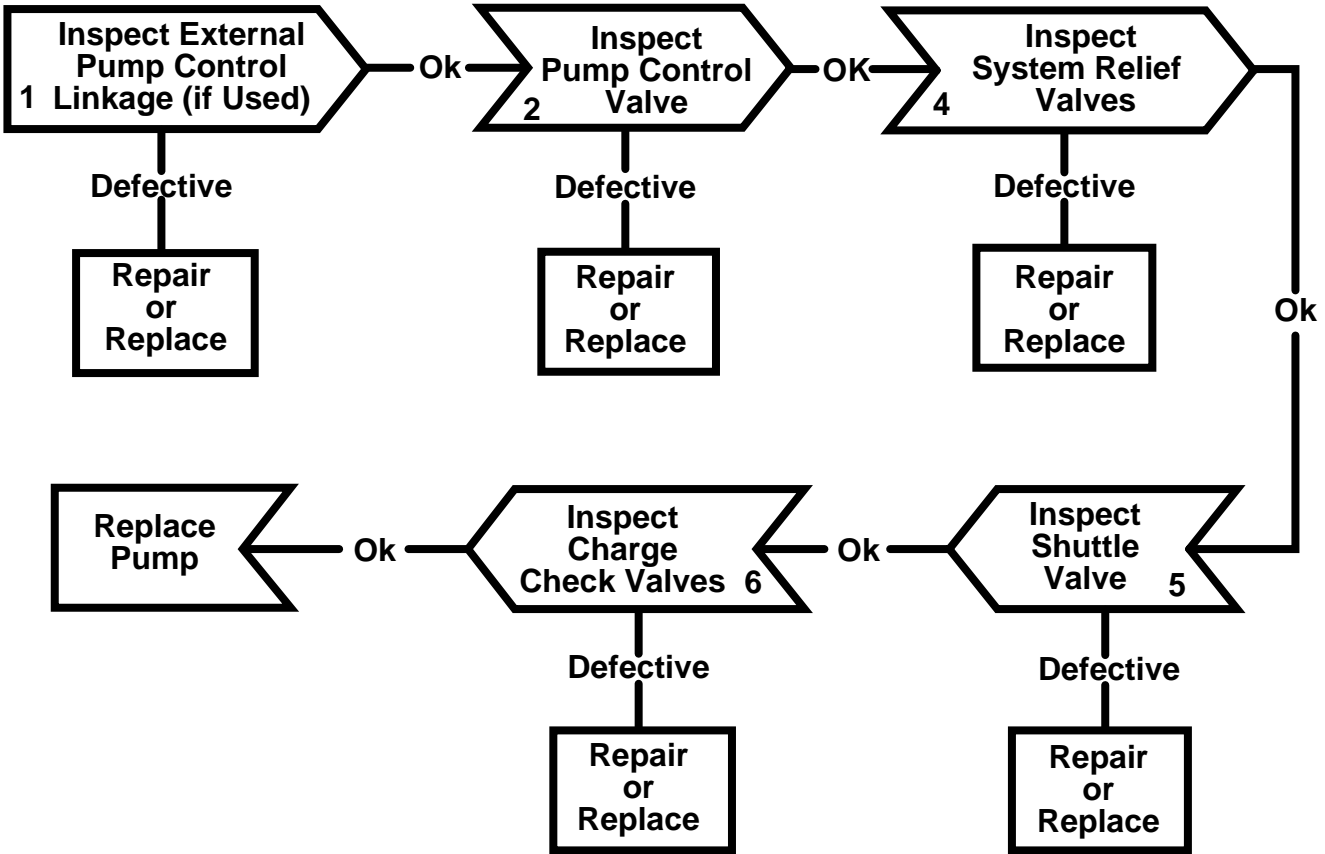 Inspect External
Pump Control
1 Linkage (if Used)
Ok
Inspect
Pump Control
Valve
2
OK
Inspect
System Relief
Valves
4
Defective
Defective
Defective
Repair
or
Replace
Repair
or
Replace
Repair
or
Replace
Ok
Inspect
Shuttle
Valve 5
Ok
Inspect
Charge
Check Valves 6
Ok
Replace
Pump
Defective
Defective
Repair
or
Replace
Repair
or
Replace